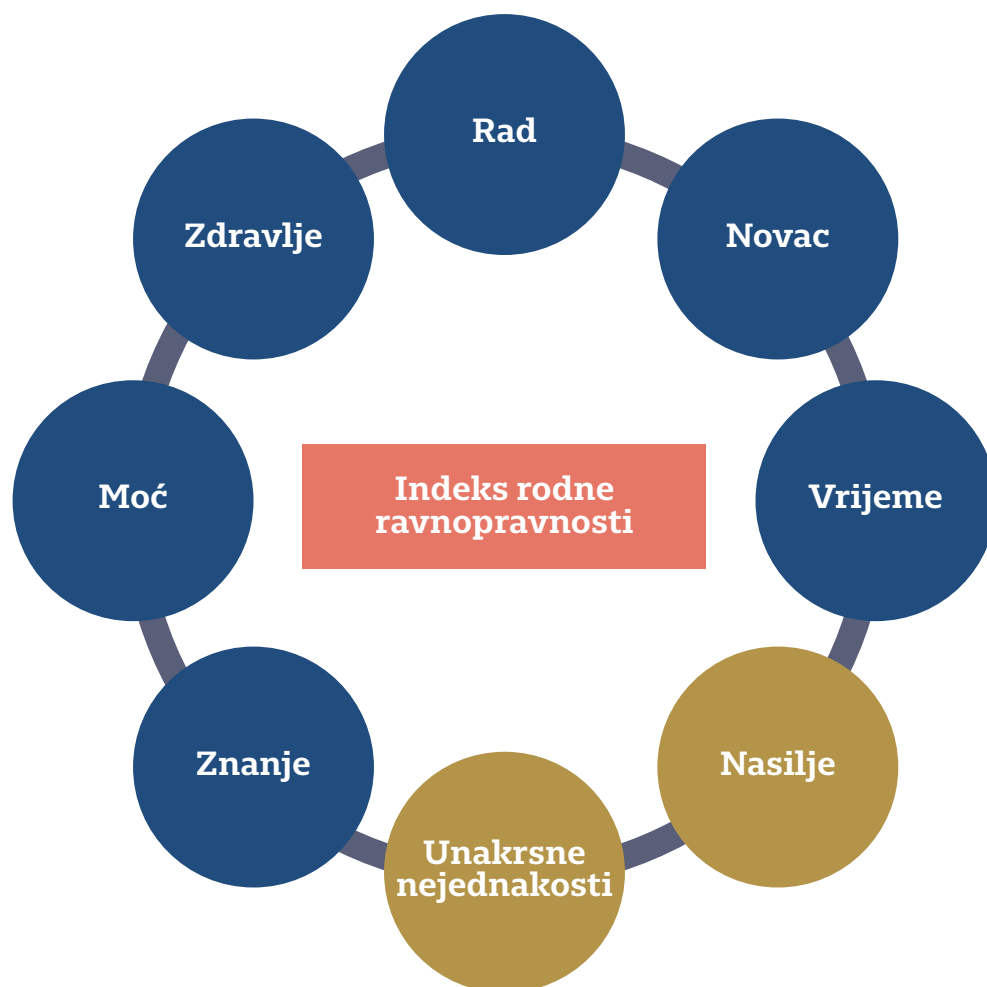 Rad
Zdravlje
Novac
Indeks rodne
ravnopravnosti
Moć
Vrijeme
Znanje
Nasilje
Unakrsne
nejednakosti